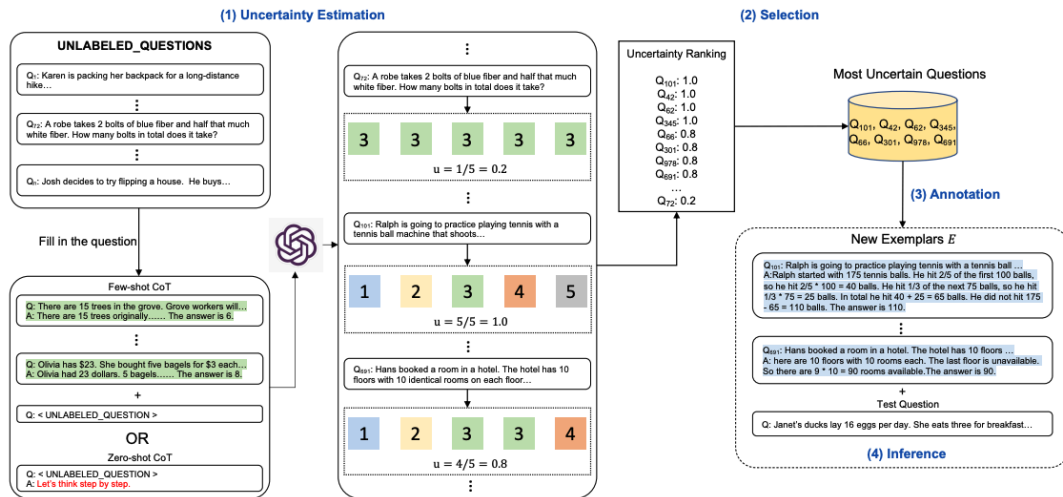 (1) Uncertainty Estimation
UNLABELED_QUESTIONS
Q1: Karen is packing her backpack for a long-distance
hike…
Q72: A robe takes 2 bolts of blue fiber and half that much
white fiber. How many bolts in total does it take?
Qn: Josh decides to try flipping a house.  He buys…
Fill in the question
Few-shot CoT
Q: There are 15 trees in the grove. Grove workers will…
A: There are 15 trees originally…… The answer is 6.
Q: Olivia has $23. She bought five bagels for $3 each…
A: Olivia had 23 dollars. 5 bagels…… The answer is 8.
+
Q: < UNLABELED_QUESTION >
OR
Zero-shot CoT
Q: < UNLABELED_QUESTION >
A: Let's think step by step.
Q72: A robe takes 2 bolts of blue fiber and half that much
white fiber. How many bolts in total does it take?
3 3 3 3 3
u = 1/5 = 0.2
Q101: Ralph is going to practice playing tennis with a
tennis ball machine that shoots…
1 2 3 4 5
u = 5/5 = 1.0
Q691: Hans booked a room in a hotel. The hotel has 10
floors with 10 identical rooms on each floor…
1 2 3 3 4
u = 4/5 = 0.8
(2) Selection
Uncertainty Ranking
Q101: 1.0
Q42: 1.0
Q62: 1.0
Q345: 1.0
Q66: 0.8
Q301: 0.8
Q978: 0.8
Q691: 0.8
…
Q72: 0.2
Most Uncertain Questions
Q101, Q42, Q62, Q345,
Q66, Q301, Q978, Q691
(3) Annotation
New Exemplars E
Q101: Ralph is going to practice playing tennis with a tennis ball …
A:Ralph started with 175 tennis balls. He hit 2/5 of the first 100 balls,
so he hit 2/5 * 100 = 40 balls. He hit 1/3 of the next 75 balls, so he hit
1/3 * 75 = 25 balls. In total he hit 40 + 25 = 65 balls. He did not hit 175
- 65 = 110 balls. The answer is 110.
Q691: Hans booked a room in a hotel. The hotel has 10 floors …
A: here are 10 floors with 10 rooms each. The last floor is unavailable.
So there are 9 * 10 = 90 rooms available.The answer is 90.
+
Test Question
Q: Janet's ducks lay 16 eggs per day. She eats three for breakfast…
(4) Inference